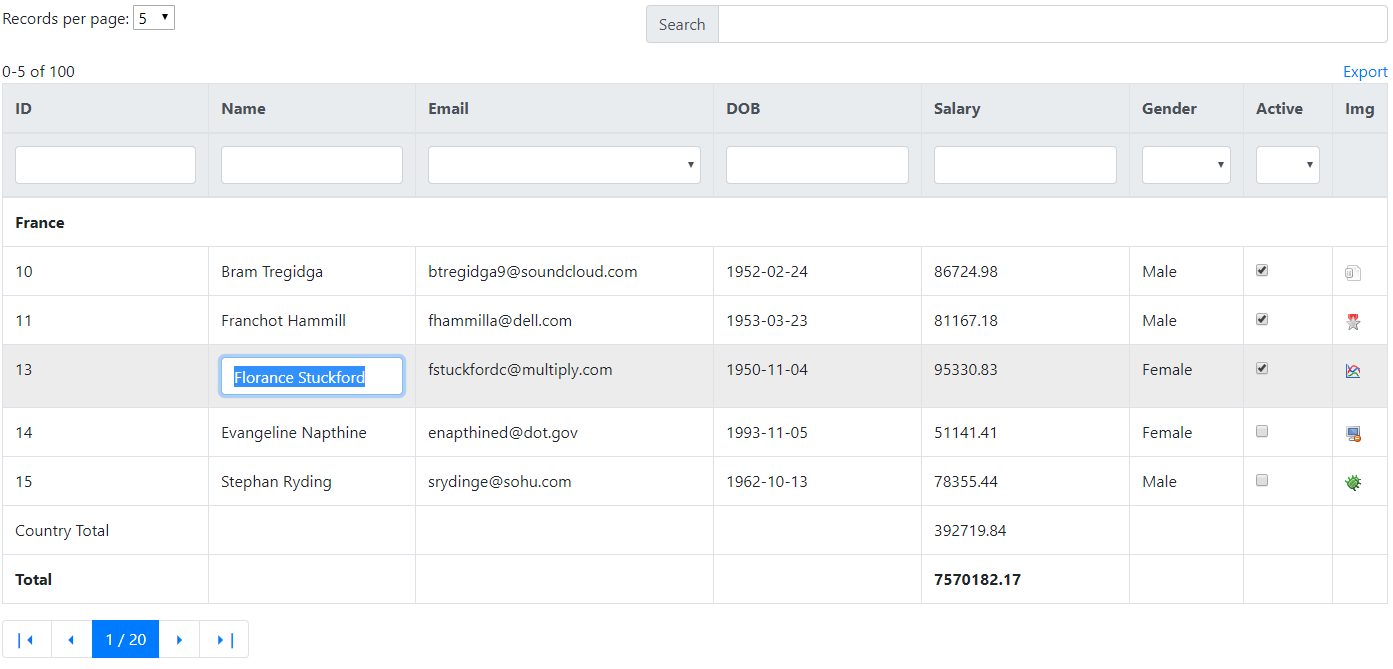 Records per page: 5
Search
0-5 of 100 Export
ID Name Email DOB Salary Gender Active Img
France
10 Bram Tregidga btregidga9@soundcloud.com 1952-02-24 86724.98 Male
11 Franchot Hammill fhammilla@dell.com 1953-03-23 81167.18 Male
13 Florance Stuckford fstuckfordc@multiply.com 1950-11-04 95330.83 Female
14 Evangeline Napthine enapthined@dot.gov 1993-11-05 51141.41 Female
15 Stephan Ryding srydinge@sohu.com 1962-10-13 78355.44 Male
Country Total 392719.84
Total 7570182.17
1 / 20